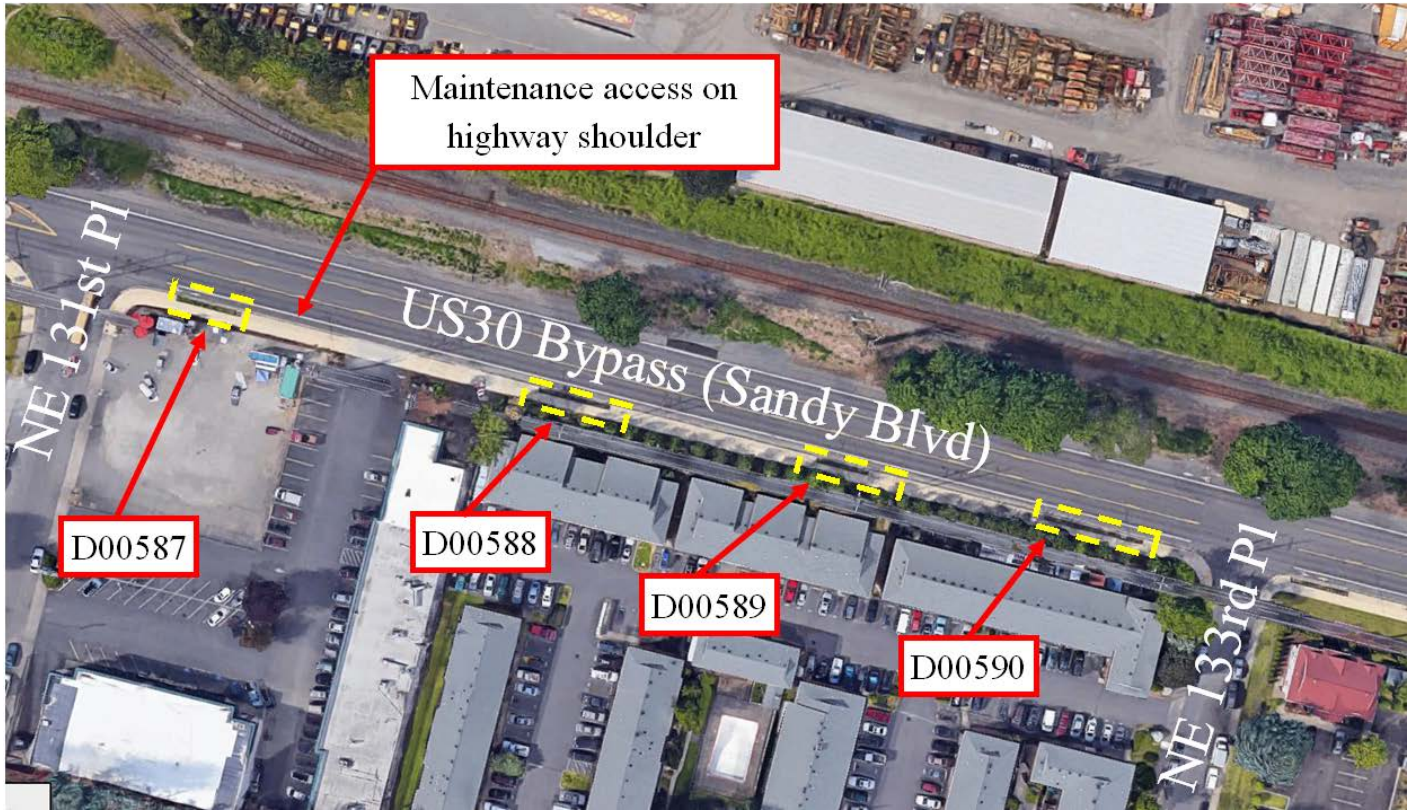 Maintenance access on
highway shoulder
NE 131st Pl
US30 Bypass (Sandy Blvd)
D00587
D00588
D00589
D00590
NE 133rd Pl